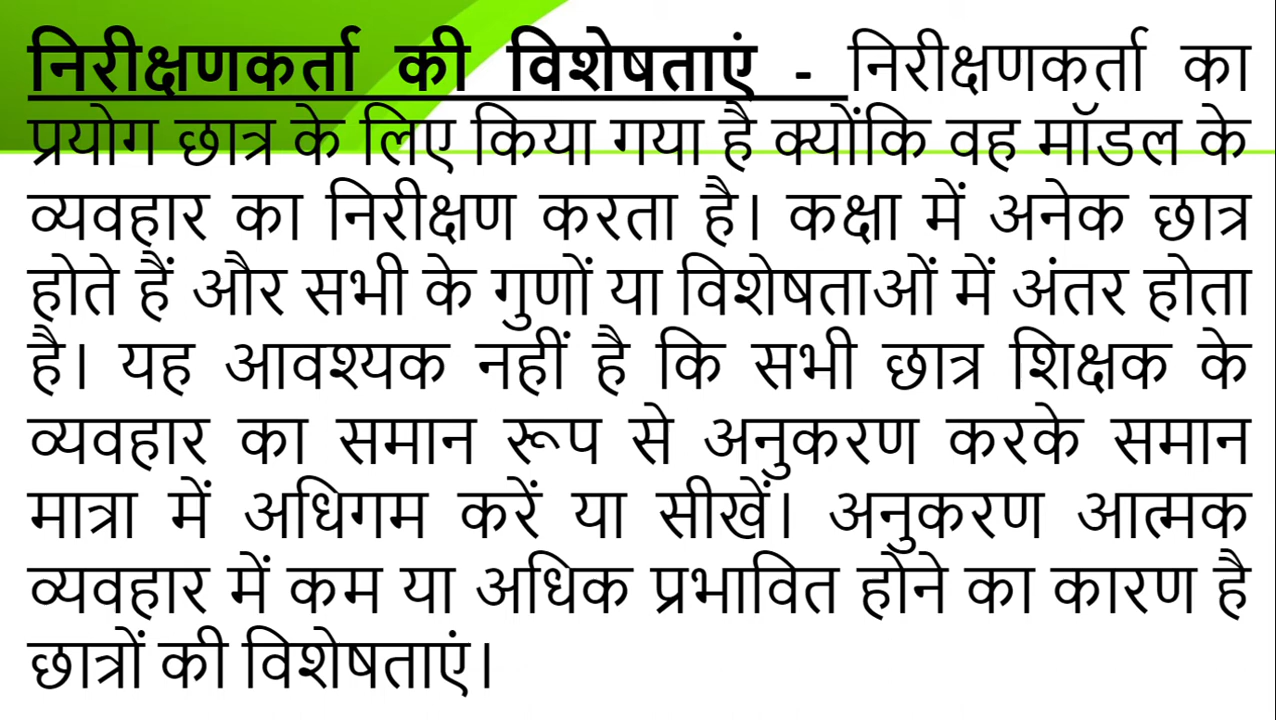 निरीक्षणकर्ता की विशेषताएं - निरीक्षणकर्ता का
प्रयोग छात्र के लिए किया गया है क्योंकि वह मॉडल के
व्यवहार का निरीक्षण करता है। कक्षा में अनेक छात्र
होते हैं और सभी के गुणों या विशेषताओं में अंतर होता
है। यह आवश्यक नहीं है कि सभी छात्र शिक्षक के
व्यवहार का समान रूप से अनुकरण करके समान
मात्रा में अधिगम करें या सीखें। अनुकरण आत्मक
व्यवहार में कम या अधिक प्रभावित होने का कारण है
छात्रों की विशेषताएं।